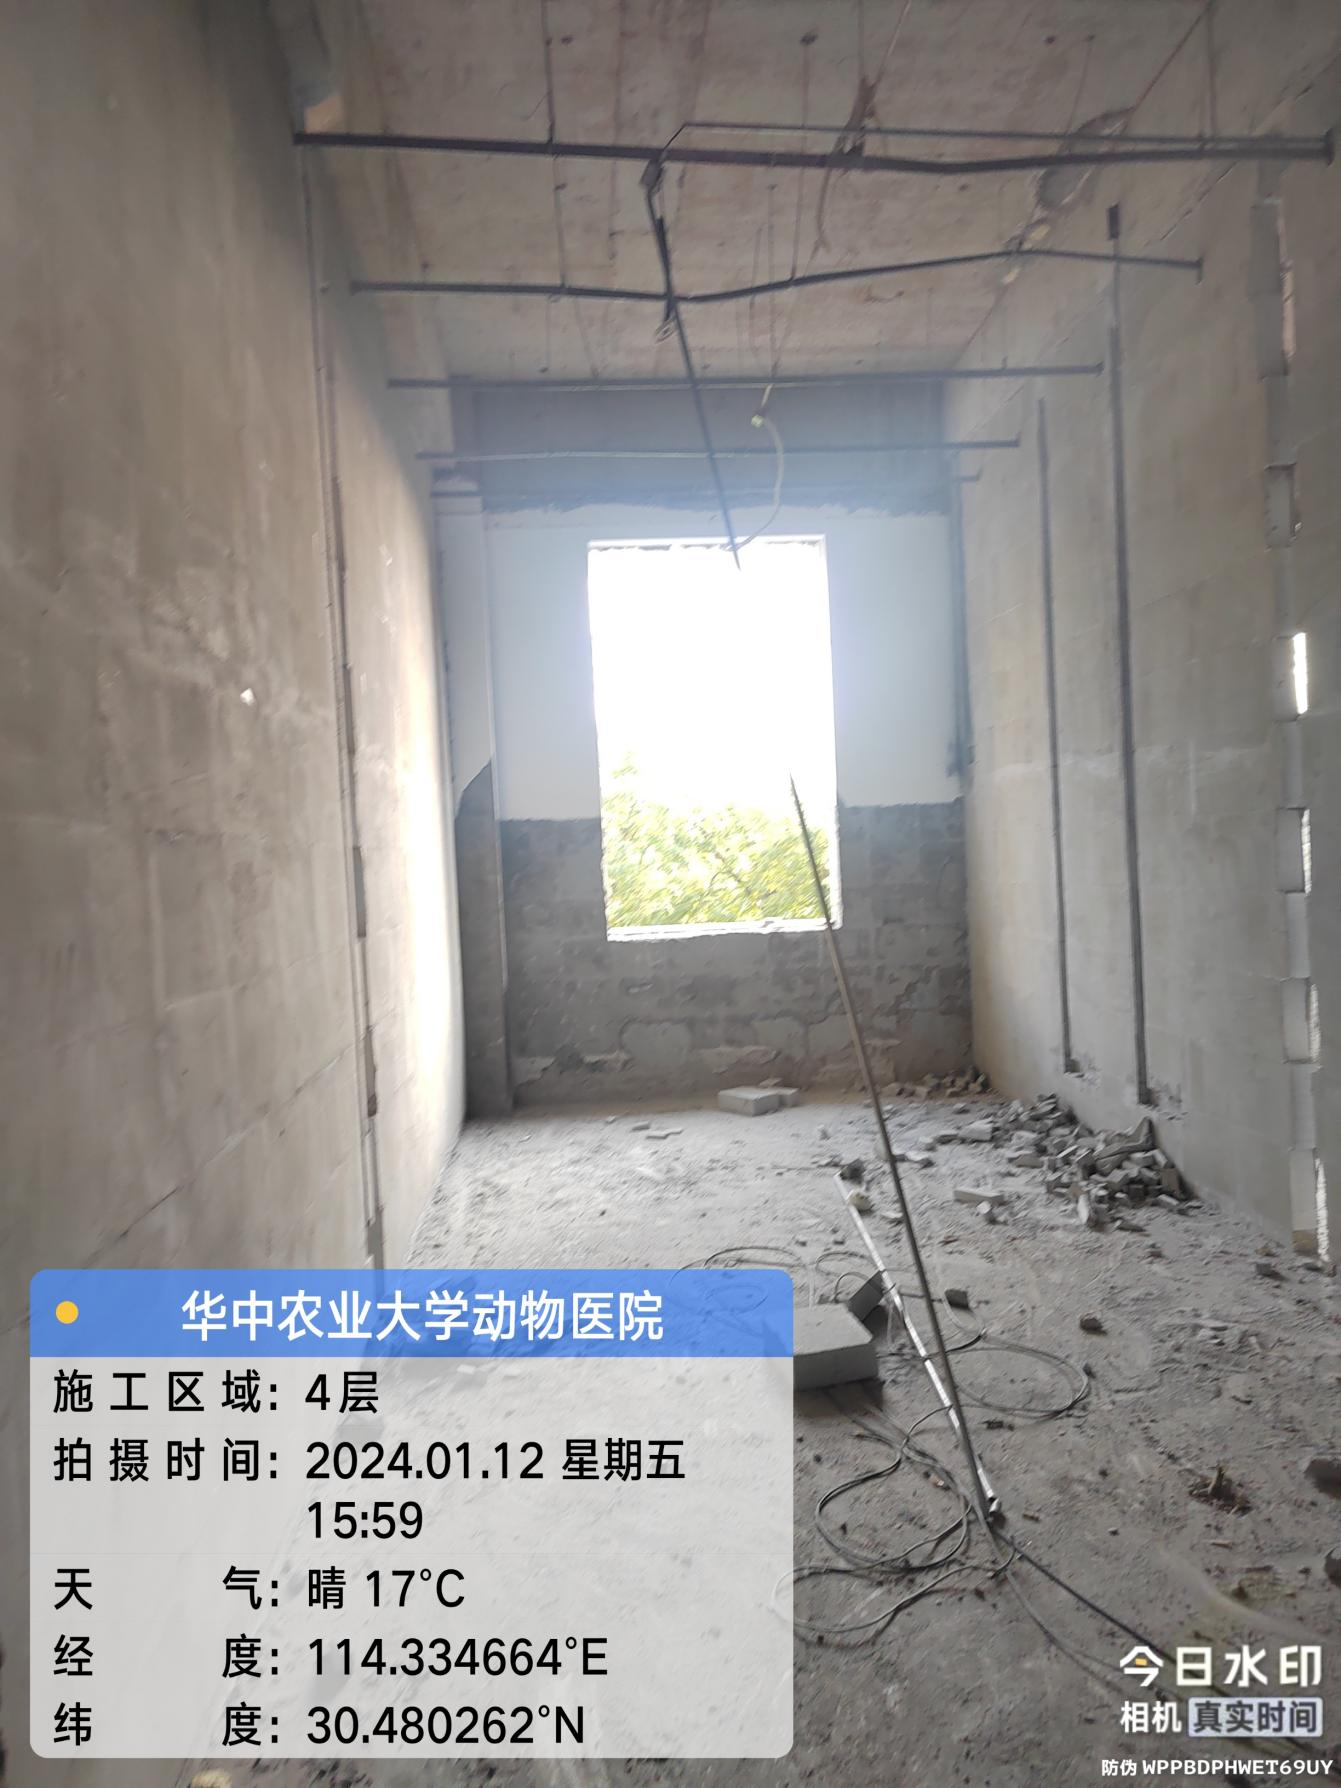 华中农业大学动物医院
施工区域：4层
拍摄时间：2024.01.12 星期五
15:59
天气：晴 17°C
经度：114.334664°E
纬度：30.480262°N
今日水印
相机 真实时间
防伪 WPPBDPHWET69UY